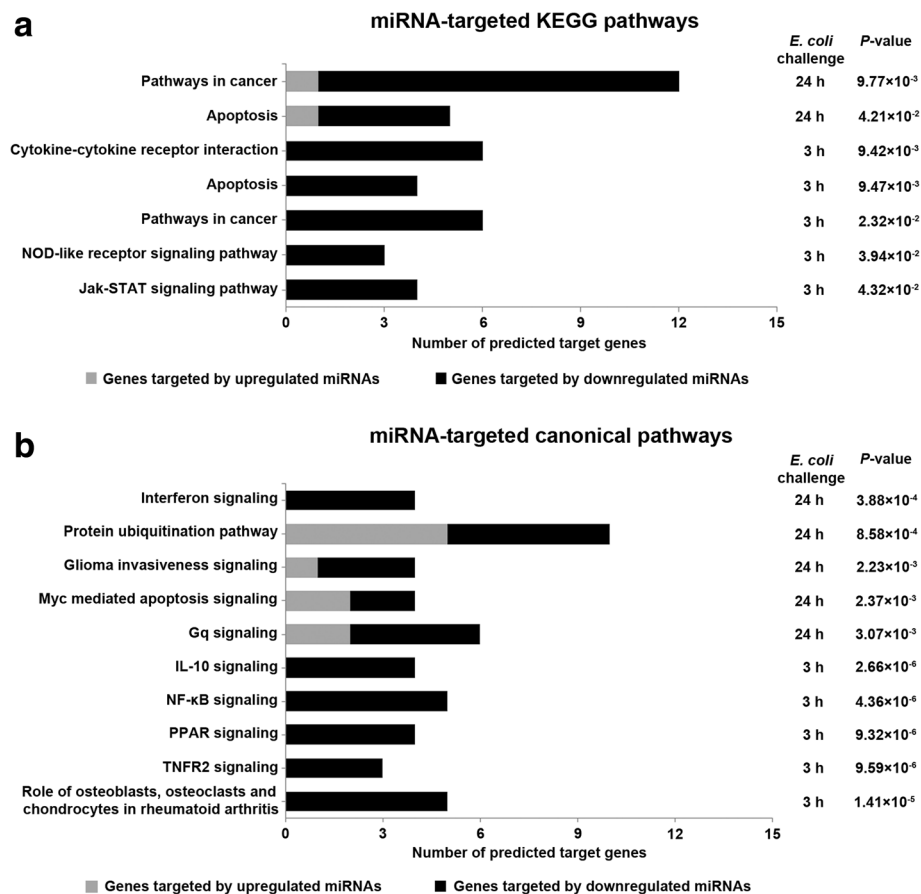 a
miRNA-targeted KEGG pathways
E. coli
challenge
P-value
Pathways in cancer 24 h 9.77×10⁻³
Apoptosis 24 h 4.21×10⁻²
Cytokine-cytokine receptor interaction 3 h 9.42×10⁻³
Apoptosis 3 h 9.47×10⁻³
Pathways in cancer 3 h 2.32×10⁻²
NOD-like receptor signaling pathway 3 h 3.94×10⁻²
Jak-STAT signaling pathway 3 h 4.32×10⁻²
0 3 6 9 12 15
Number of predicted target genes
Genes targeted by upregulated miRNAs Genes targeted by downregulated miRNAs
b
miRNA-targeted canonical pathways
E. coli
challenge
P-value
Interferon signaling 24 h 3.88×10⁻⁴
Protein ubiquitination pathway 24 h 8.58×10⁻⁴
Glioma invasiveness signaling 24 h 2.23×10⁻³
Myc mediated apoptosis signaling 24 h 2.37×10⁻³
Gq signaling 24 h 3.07×10⁻³
IL-10 signaling 3 h 2.66×10⁻⁶
NF-κB signaling 3 h 4.36×10⁻⁶
PPAR signaling 3 h 9.32×10⁻⁶
TNFR2 signaling 3 h 9.59×10⁻⁶
Role of osteoblasts, osteoclasts and
chondrocytes in rheumatoid arthritis 3 h 1.41×10⁻⁵
0 3 6 9 12 15
Number of predicted target genes
Genes targeted by upregulated miRNAs Genes targeted by downregulated miRNAs